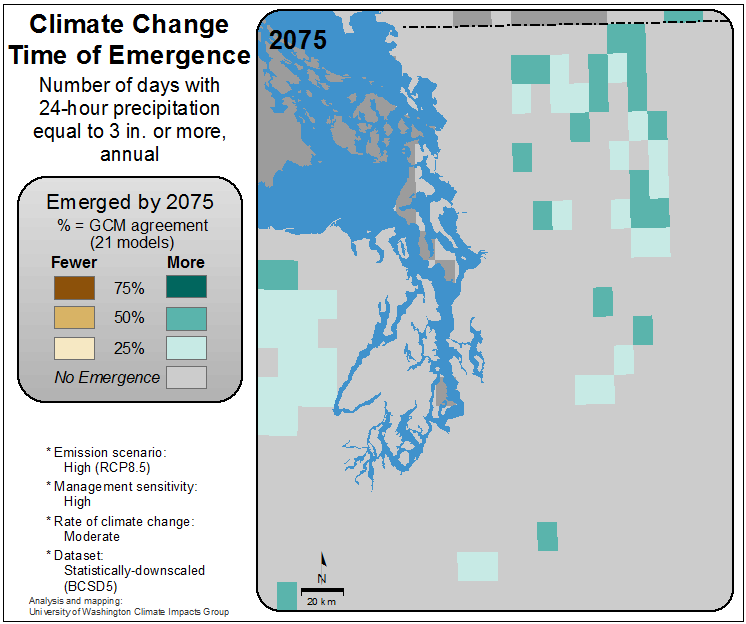 Climate Change
Time of Emergence
Number of days with
24-hour precipitation
equal to 3 in. or more,
annual
Emerged by 2075
% = GCM agreement
(21 models)
Fewer More
75%
50%
25%
No Emergence
* Emission scenario:
High (RCP8.5)
* Management sensitivity:
High
* Rate of climate change:
Moderate
* Dataset:
Statistically-downscaled
(BCSD5)
Analysis and mapping:
University of Washington Climate Impacts Group
2075
N
20 km